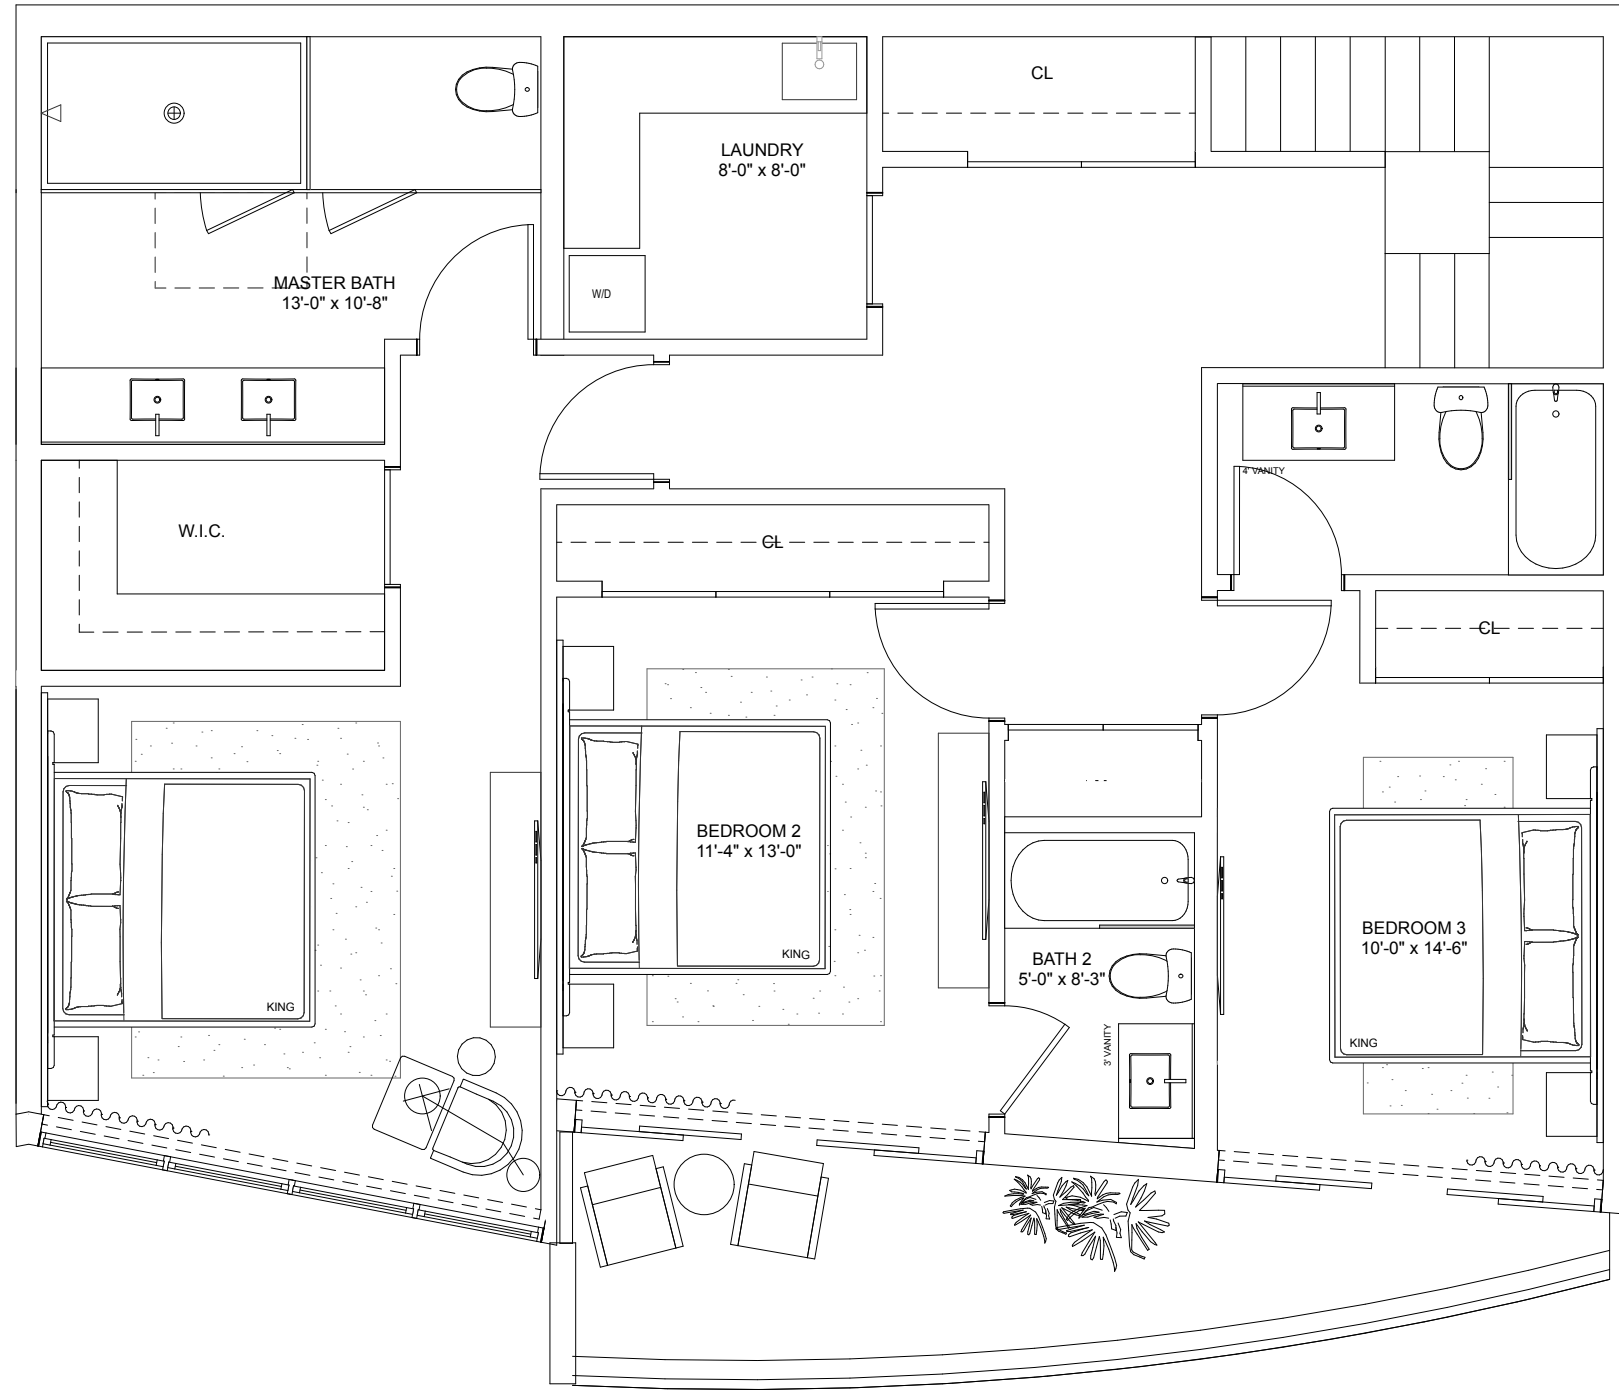 CL
LAUNDRY
8'-0" x 8'-0"
MASTER BATH
13'-0" x 10'-8"
W/D
4' VANITY
W.I.C.
CL
CL
BEDROOM 2
11'-4" x 13'-0"
KING
KING
BATH 2
5'-0" x 8'-3"
3' VANITY
BEDROOM 3
10'-0" x 14'-6"
KING